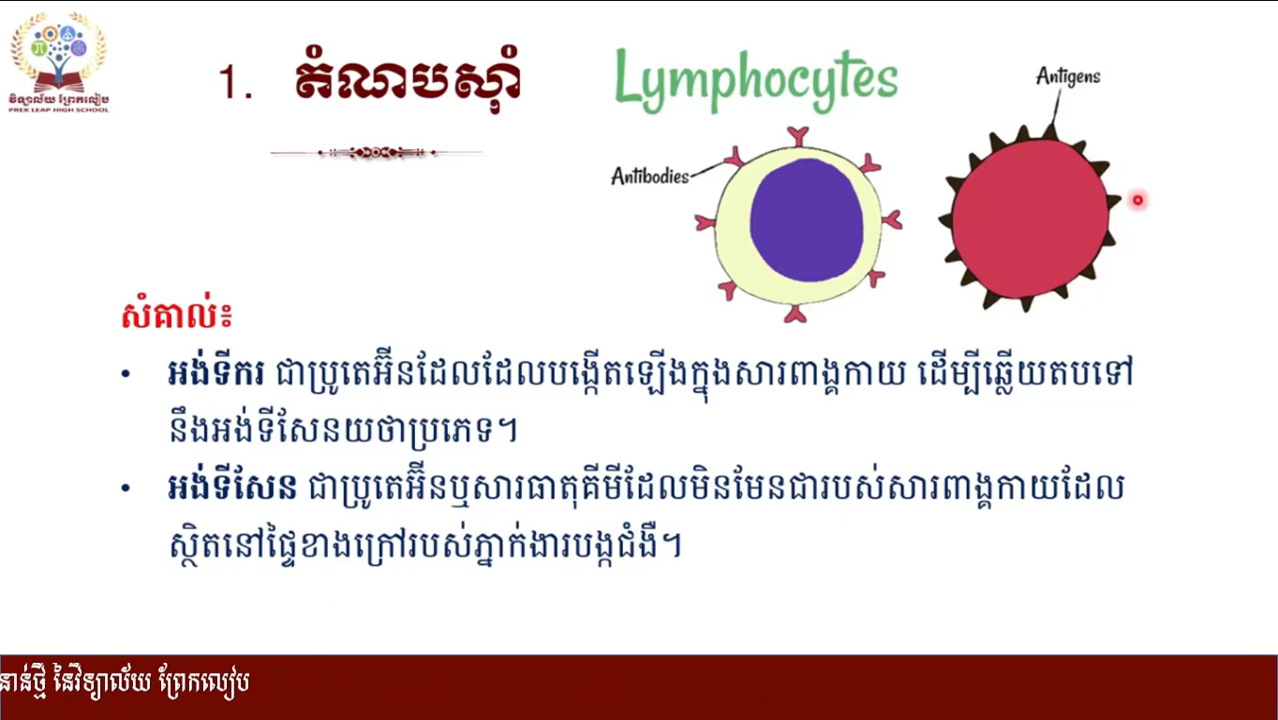 វិទ្យាល័យ ព្រែកលៀប
PREK LEAP HIGH SCHOOL
1. តំណបស៊ាំ
Lymphocytes
Antigens
Antibodies
សំគាល់៖
• អង់ទីករ ជាប្រូតេអ៊ីនដែលដែលបង្កើតឡើងក្នុងសារពាង្គកាយ ដើម្បីឆ្លើយតបទៅ
នឹងអង់ទីសែនយថាប្រភេទ។
• អង់ទីសែន ជាប្រូតេអ៊ីនឬសារធាតុគីមីដែលមិនមែនជារបស់សារពាង្គកាយដែល
ស្ថិតនៅផ្ទៃខាងក្រៅរបស់ភ្នាក់ងារបង្កជំងឺ។
នាន់ថ្មី នៃវិទ្យាល័យ ព្រែកលៀប